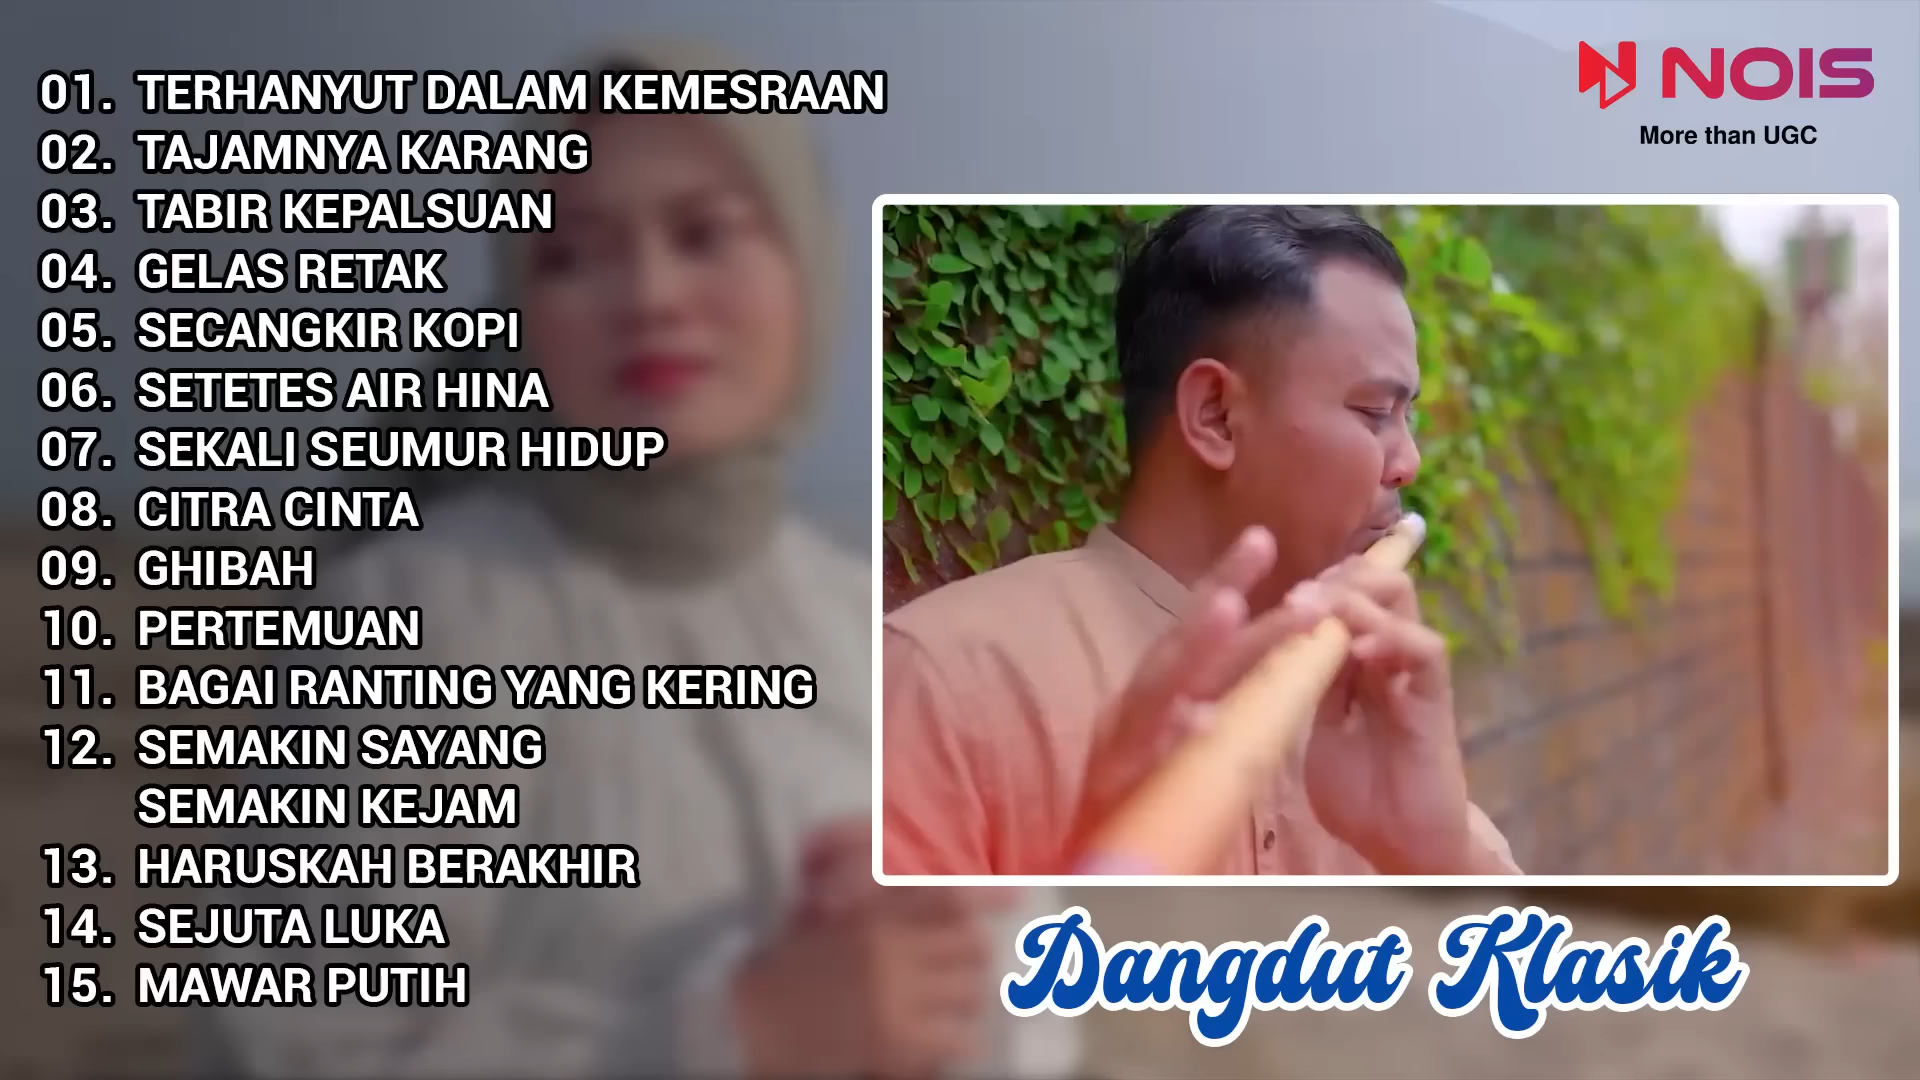 01. TERHANYUT DALAM KEMESRAAN
02. TAJAMNYA KARANG
03. TABIR KEPALSUAN
04. GELAS RETAK
05. SECANGKIR KOPI
06. SETETES AIR HINA
07. SEKALI SEUMUR HIDUP
08. CITRA CINTA
09. GHIBAH
10. PERTEMUAN
11. BAGAI RANTING YANG KERING
12. SEMAKIN SAYANG
SEMAKIN KEJAM
13. HARUSKAH BERAKHIR
14. SEJUTA LUKA
15. MAWAR PUTIH
NOIS
More than UGC
Dangdut Klasik